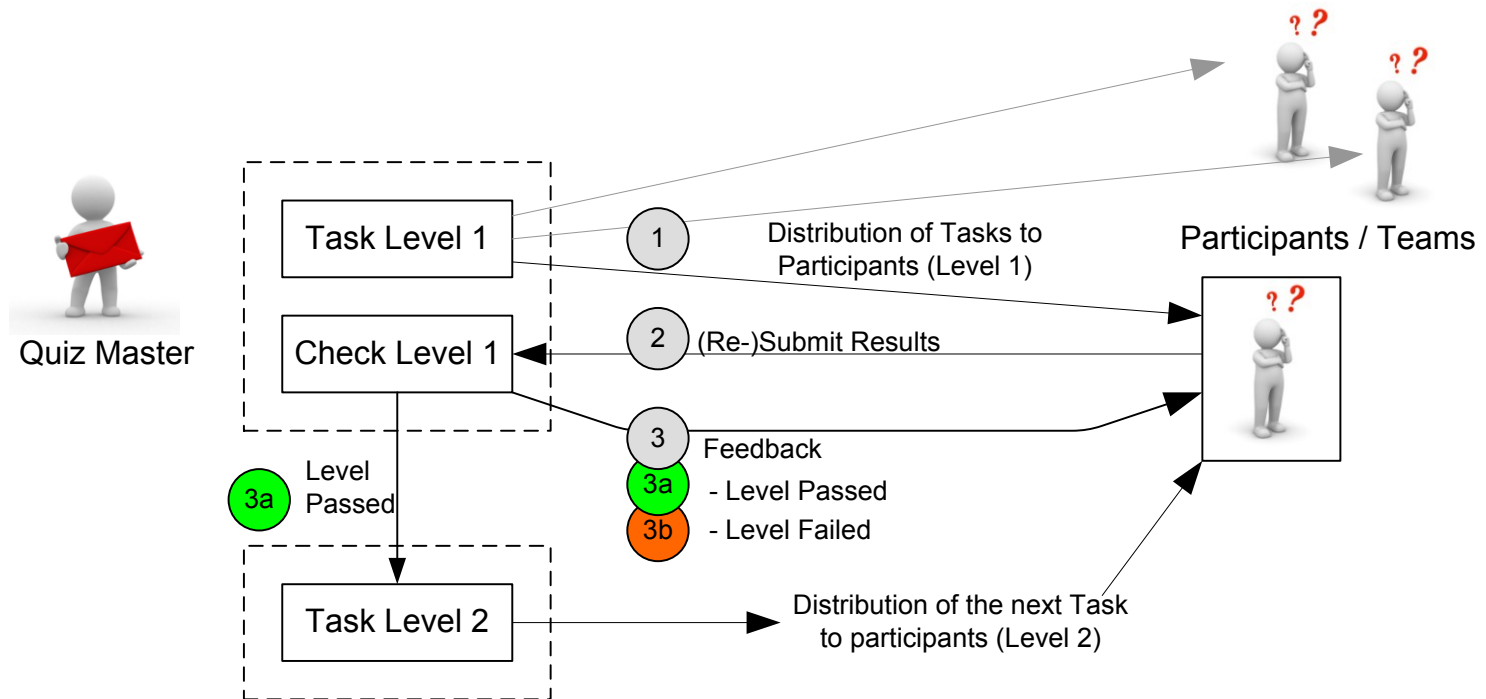 ? ?
? ?
Task Level 1
1
Distribution of Tasks to
Participants (Level 1)
Participants / Teams
? ?
Quiz Master
Check Level 1
2
(Re-)Submit Results
3
Feedback
3a
Level
Passed
3a
- Level Passed
3b
- Level Failed
Task Level 2
Distribution of the next Task
to participants (Level 2)